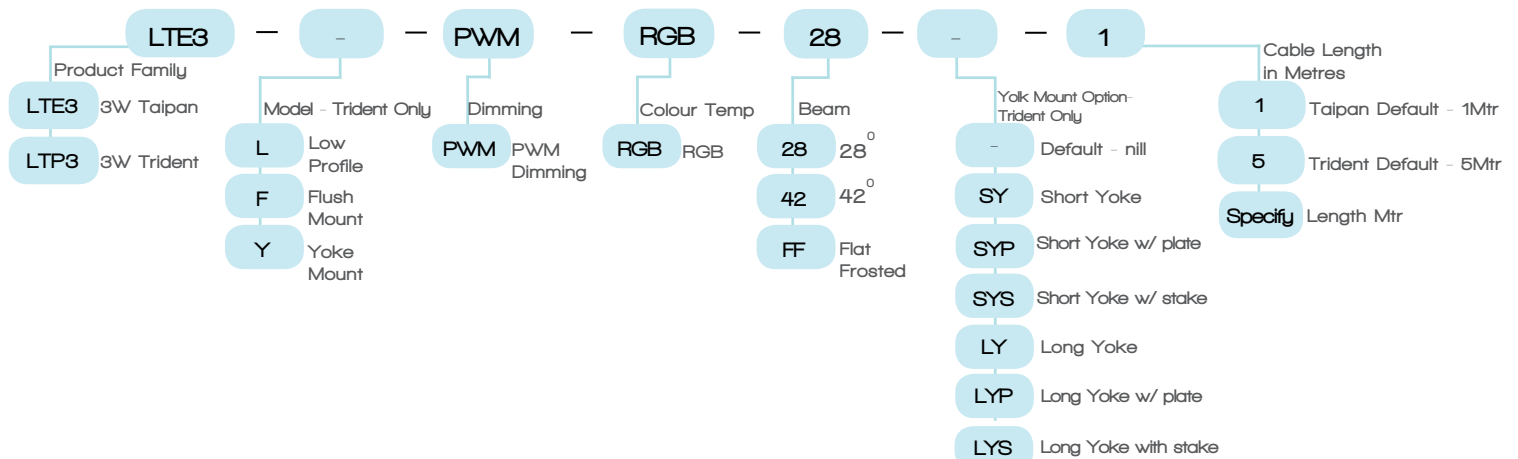 LTE3 – - – PWM – RGB – 28 – - – 1
Product Family
LTE3 3W Taipan
LTP3 3W Trident
Model - Trident Only
L Low
Profile
F Flush
Mount
Y Yoke
Mount
Dimming
PWM PWM
Dimming
Colour Temp
RGB RGB
Beam
28 28°
42 42°
FF Flat
Frosted
Yolk Mount Option-
Trident Only
- Default - nill
SY Short Yoke
SYP Short Yoke w/ plate
SYS Short Yoke w/ stake
LY Long Yoke
LYP Long Yoke w/ plate
LYS Long Yoke with stake
Cable Length
in Metres
1 Taipan Default - 1Mtr
5 Trident Default - 5Mtr
Specify Length Mtr